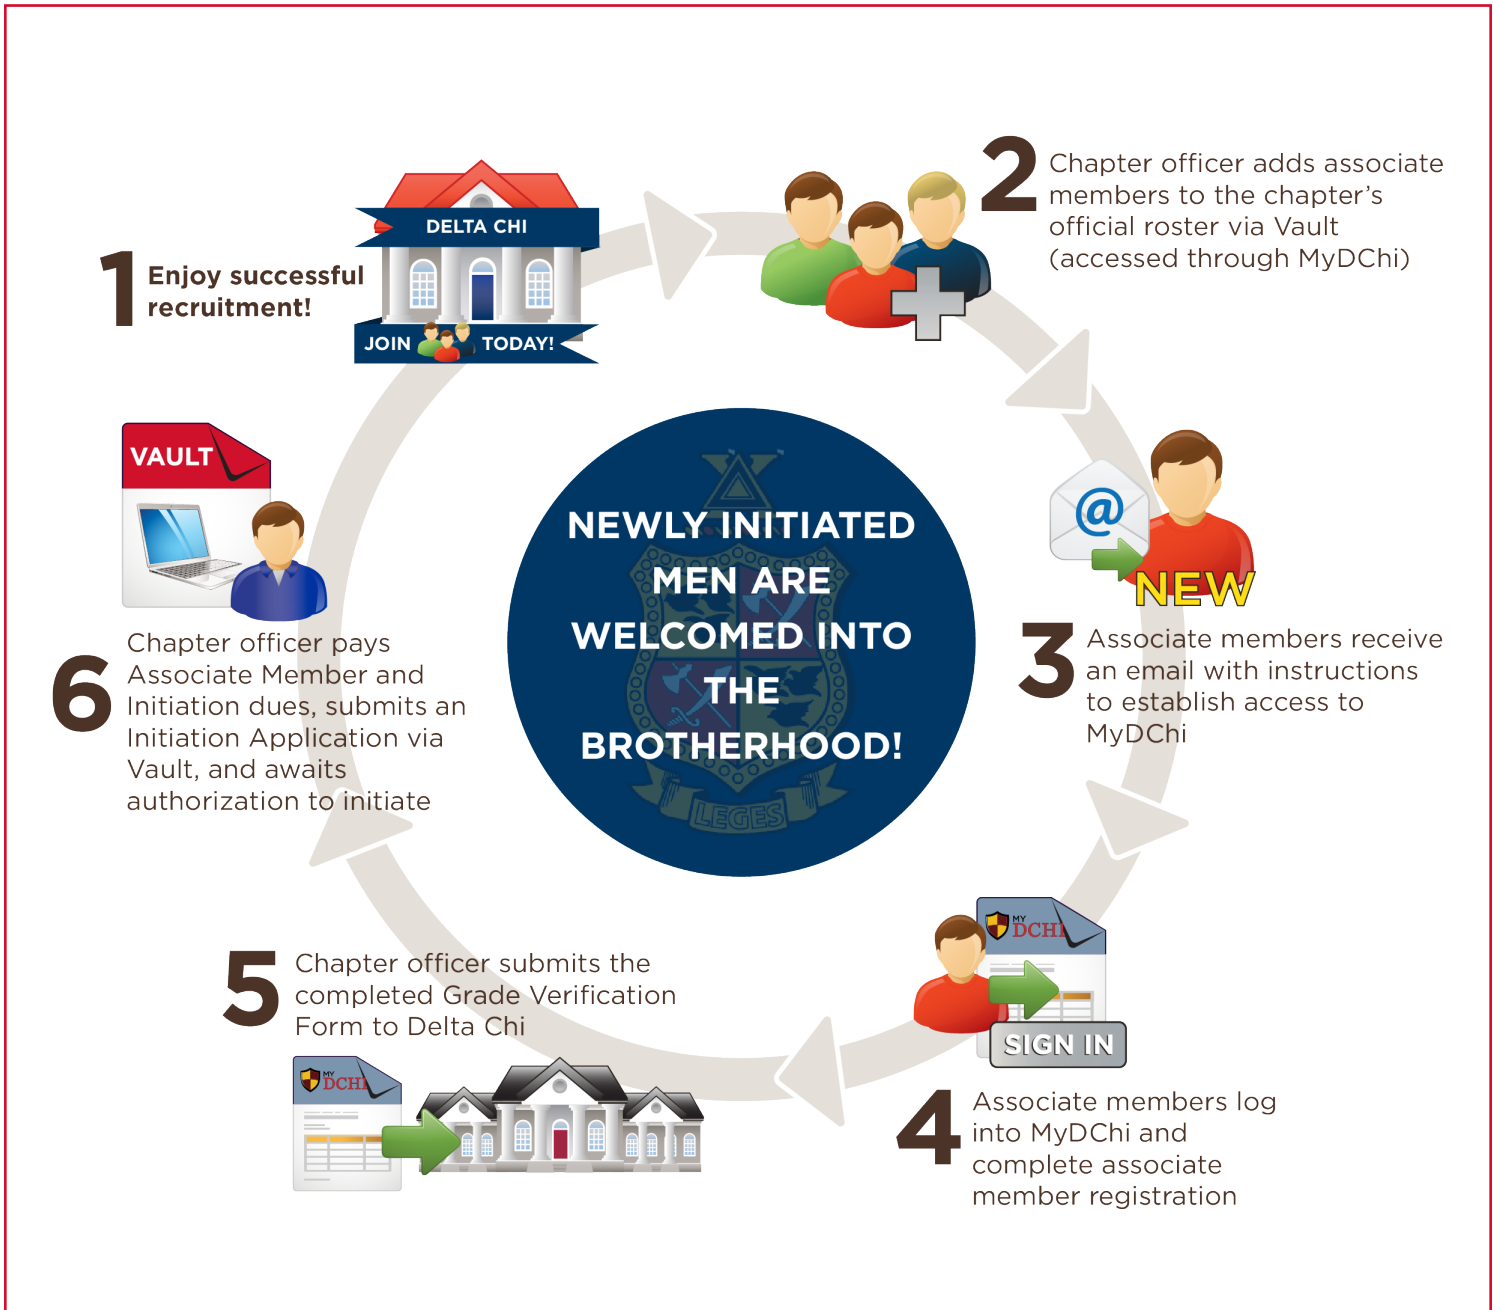 1
Enjoy successful
recruitment!
DELTA CHI
JOIN TODAY!
2
Chapter officer adds associate
members to the chapter’s
official roster via Vault
(accessed through MyDChi)
@
NEW
3
Associate members receive
an email with instructions
to establish access to
MyDChi
MY
DCHI
SIGN IN
4
Associate members log
into MyDChi and
complete associate
member registration
5
Chapter officer submits the
completed Grade Verification
Form to Delta Chi
MY
DCHI
VAULT
6
Chapter officer pays
Associate Member and
Initiation dues, submits an
Initiation Application via
Vault, and awaits
authorization to initiate
NEWLY INITIATED
MEN ARE
WELCOMED INTO
THE
BROTHERHOOD!
LEGES